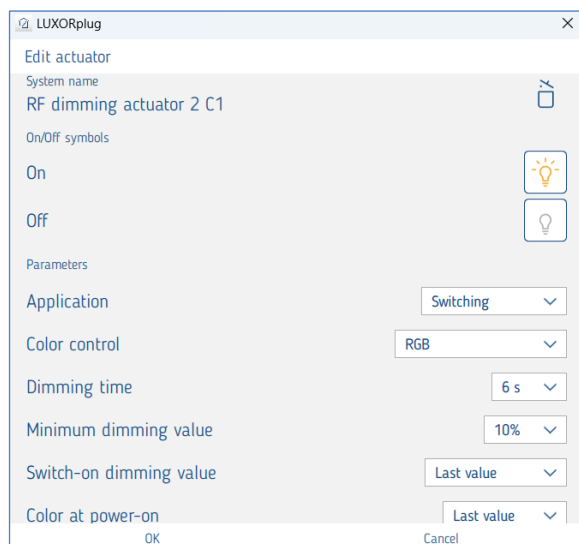 LUXORplug
Edit actuator
System name
RF dimming actuator 2 C1
On/Off symbols
On
Off
Parameters
Application Switching
Color control RGB
Dimming time 6 s
Minimum dimming value 10%
Switch-on dimming value Last value
Color at power-on Last value
OK Cancel